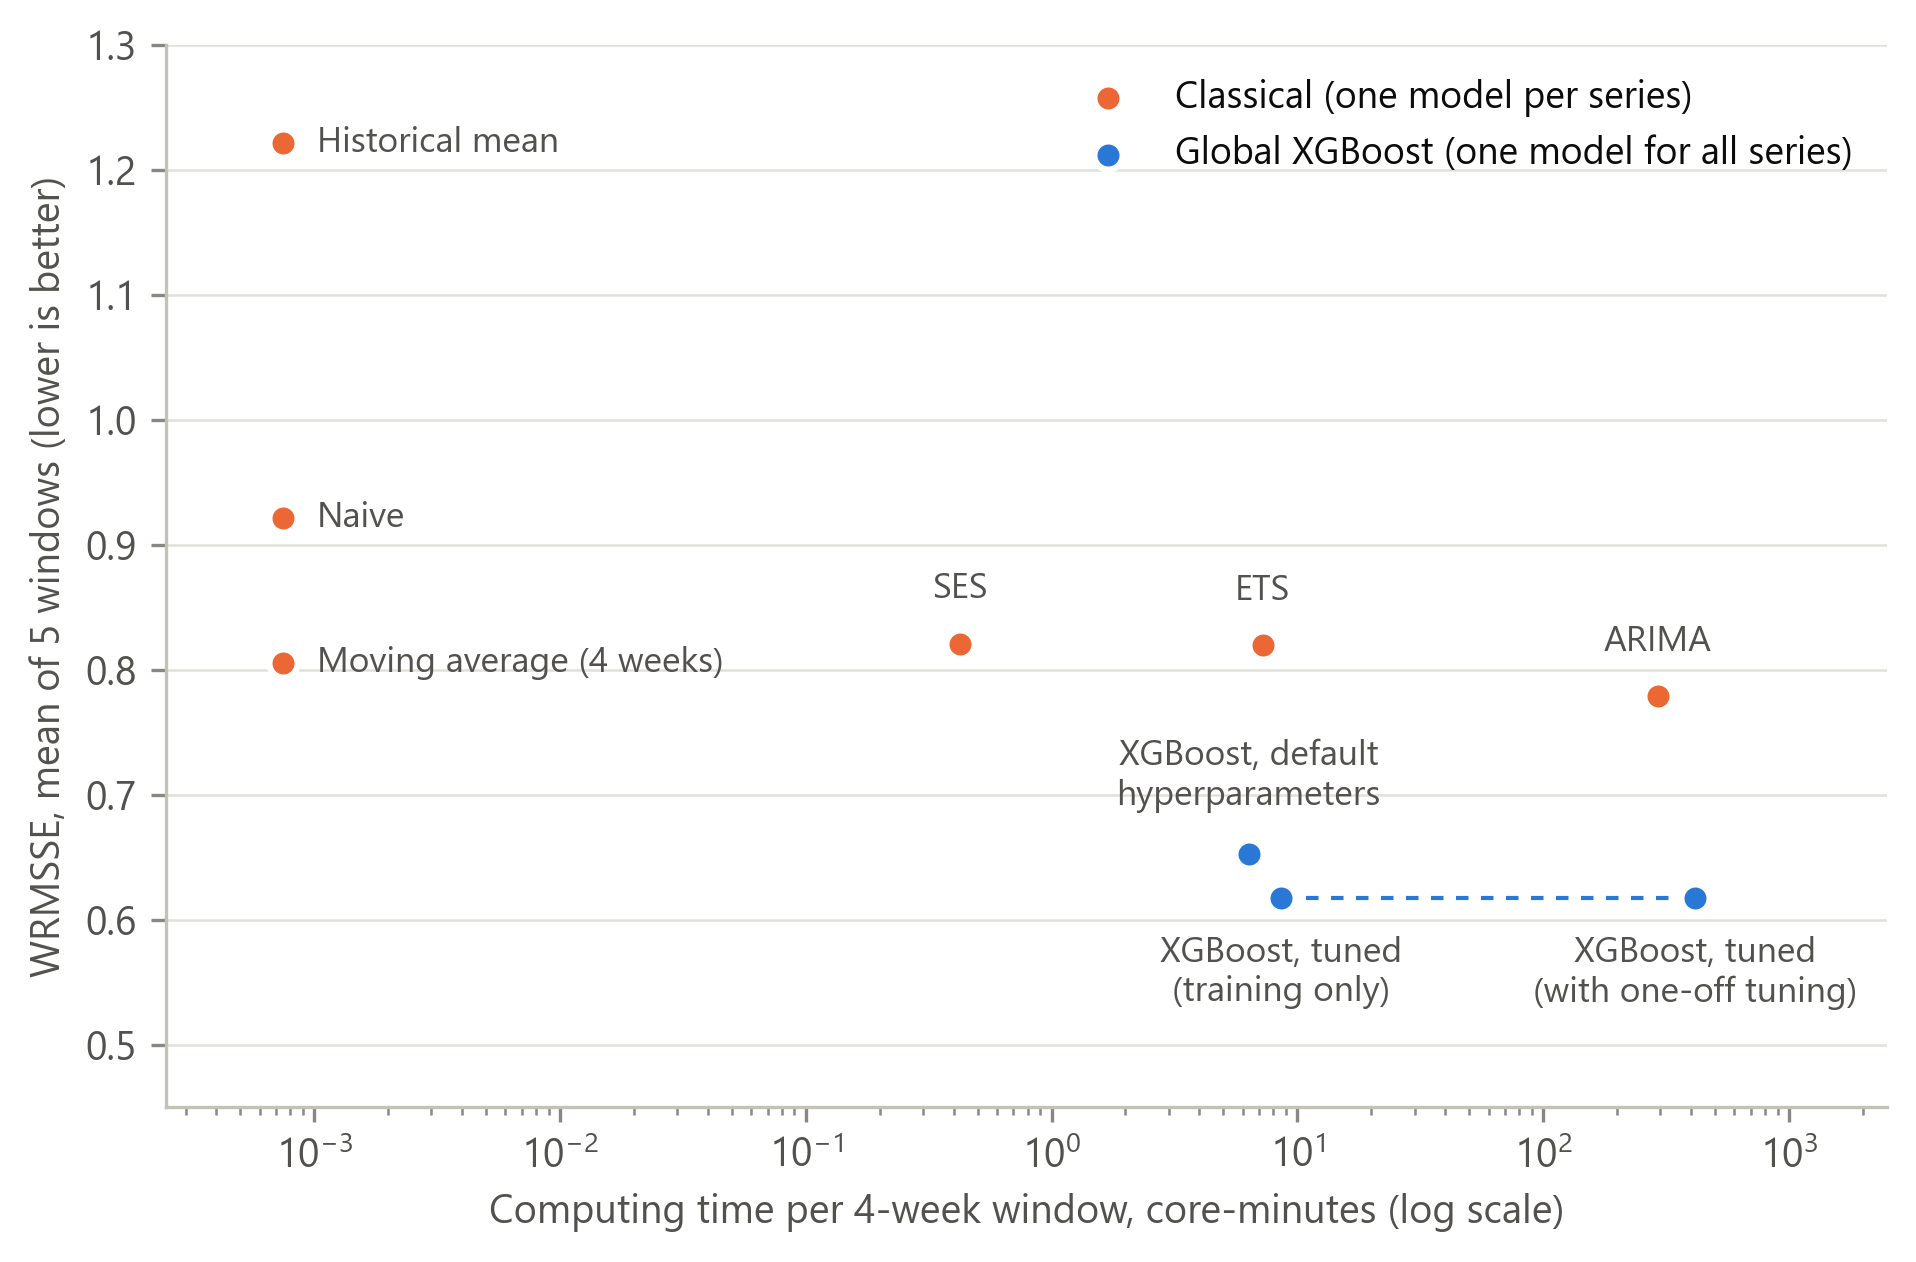 1.3
1.2
1.1
1.0
0.9
0.8
0.7
0.6
0.5
WRMSSE, mean of 5 windows (lower is better)
Classical (one model per series)
Global XGBoost (one model for all series)
Historical mean
Naive
SES
ETS
Moving average (4 weeks)
ARIMA
XGBoost, default
hyperparameters
XGBoost, tuned
(training only)
XGBoost, tuned
(with one-off tuning)
10⁻³
10⁻²
10⁻¹
10⁰
10¹
10²
10³
Computing time per 4-week window, core-minutes (log scale)